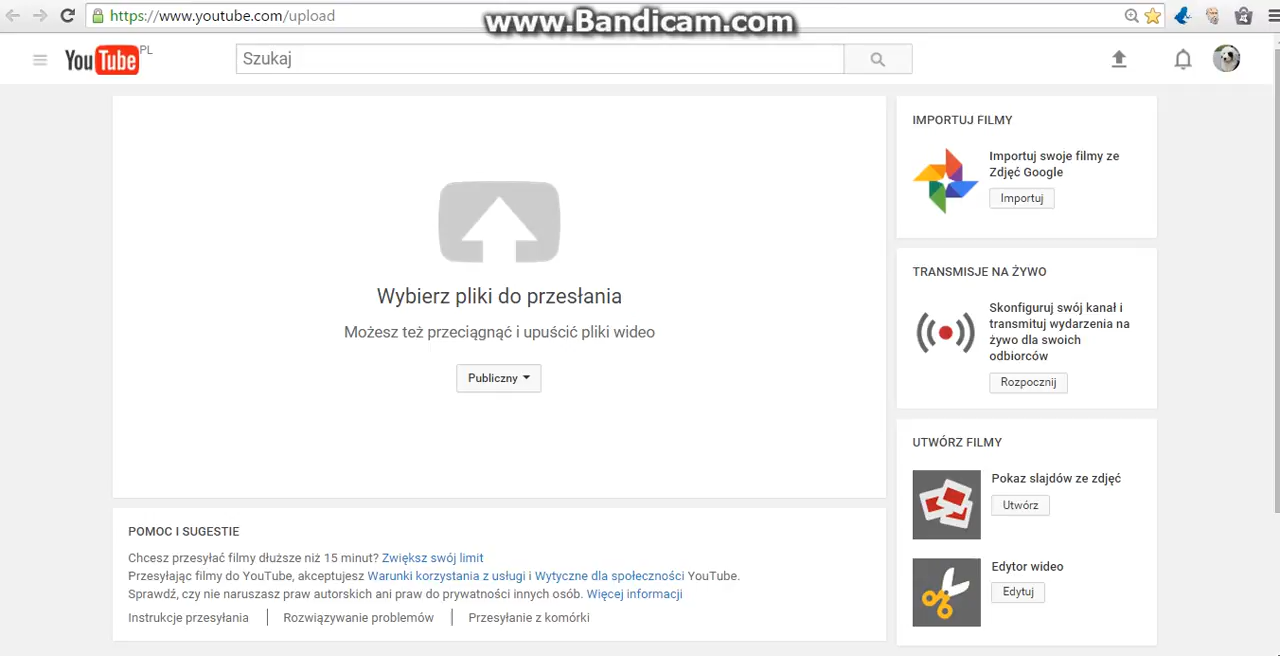 https://www.youtube.com/upload
www.Bandicam.com
YouTube PL
Szukaj
Wybierz pliki do przesłania
Możesz też przeciągnąć i upuścić pliki wideo
Publiczny
POMOC I SUGESTIE
Chcesz przesyłać filmy dłuższe niż 15 minut? Zwiększ swój limit
Przesyłając filmy do YouTube, akceptujesz Warunki korzystania z usługi i Wytyczne dla społeczności YouTube.
Sprawdź, czy nie naruszasz praw autorskich ani praw do prywatności innych osób. Więcej informacji
Instrukcje przesyłania
Rozwiązywanie problemów
Przesyłanie z komórki
IMPORTUJ FILMY
Importuj swoje filmy ze
Zdjęć Google
Importuj
TRANSMISJE NA ŻYWO
Skonfiguruj swój kanał i
transmituj wydarzenia na
żywo dla swoich
odbiorców
Rozpocznij
UTWÓRZ FILMY
Pokaz slajdów ze zdjęć
Utwórz
Edytor wideo
Edytuj